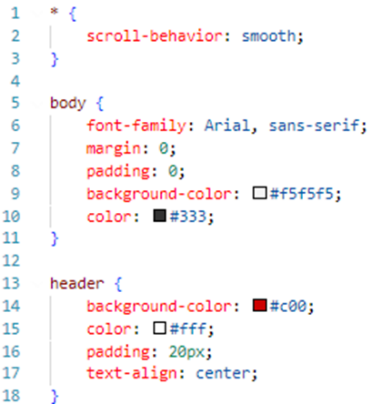 1 * {
2     scroll-behavior: smooth;
3 }
4
5 body {
6     font-family: Arial, sans-serif;
7     margin: 0;
8     padding: 0;
9     background-color: #f5f5f5;
10     color: #333;
11 }
12
13 header {
14     background-color: #c00;
15     color: #fff;
16     padding: 20px;
17     text-align: center;
18 }